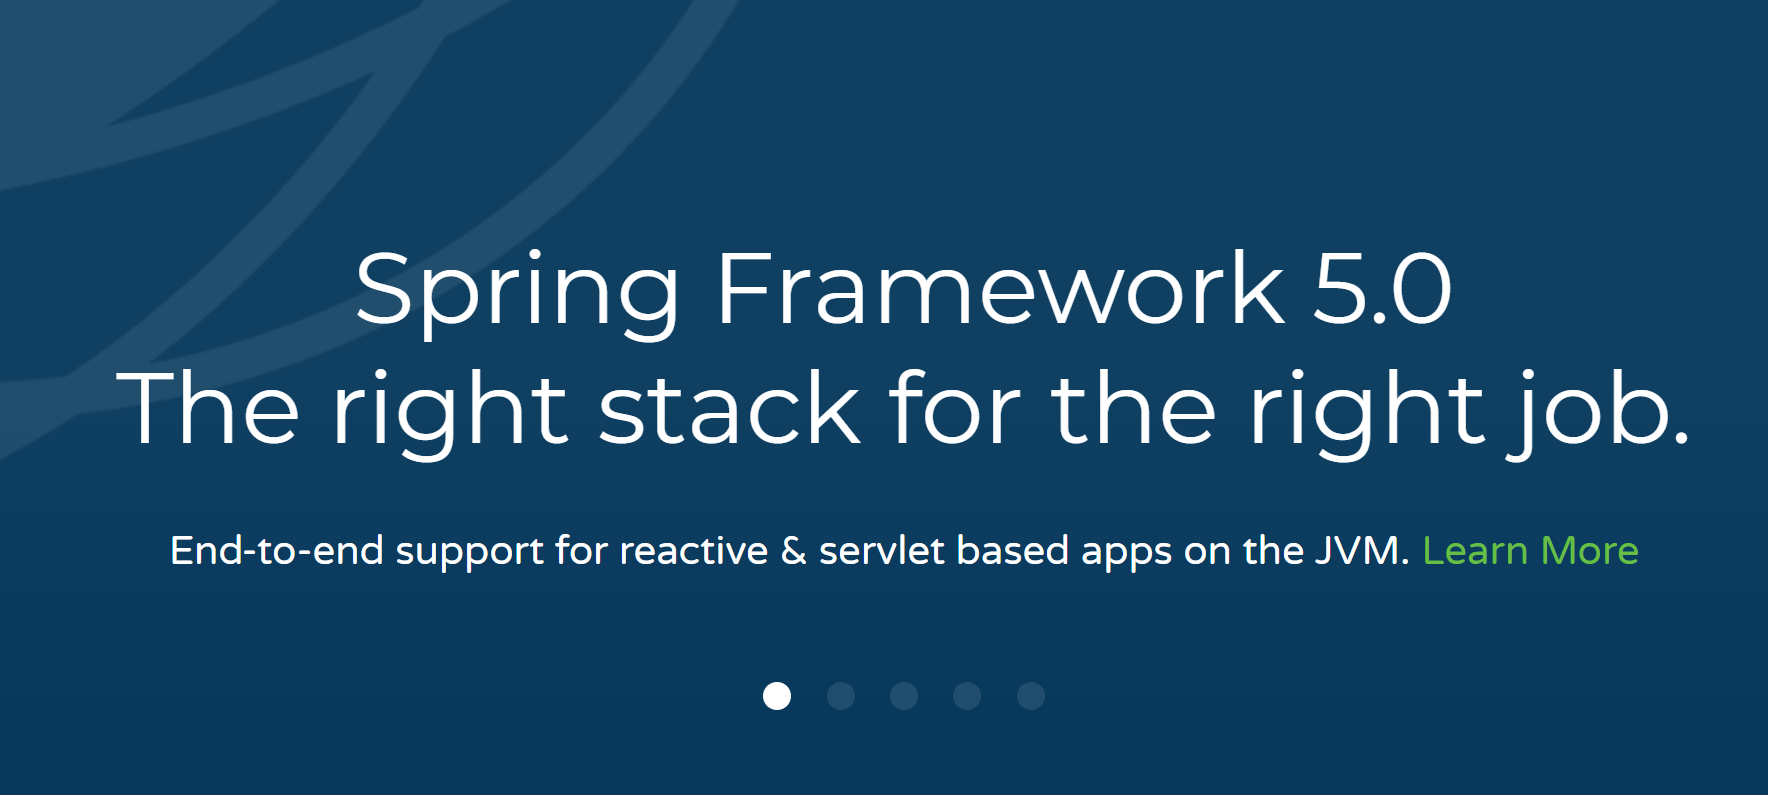 Spring Framework 5.0
The right stack for the right job.
End-to-end support for reactive & servlet based apps on the JVM. Learn More